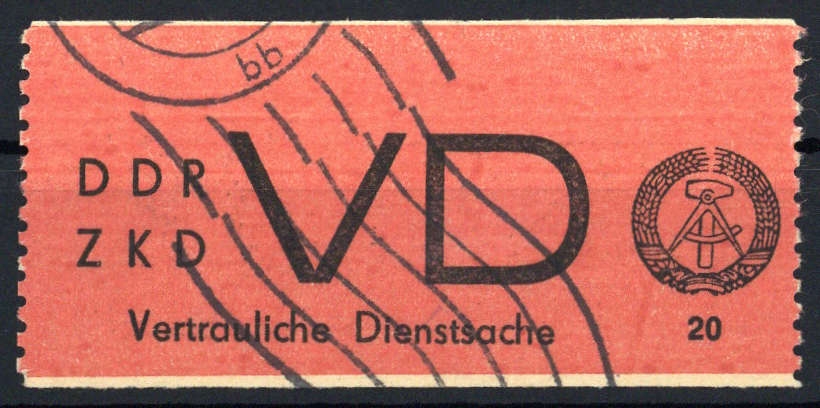 bb
DDR
ZKD
VD
Vertrauliche Dienstsache
20